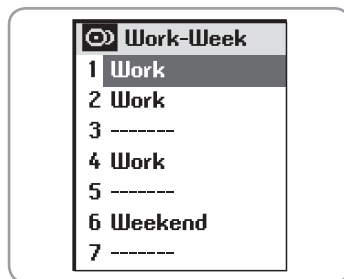 Work-Week
1 Work
2 Work
3 -------
4 Work
5 -------
6 Weekend
7 -------